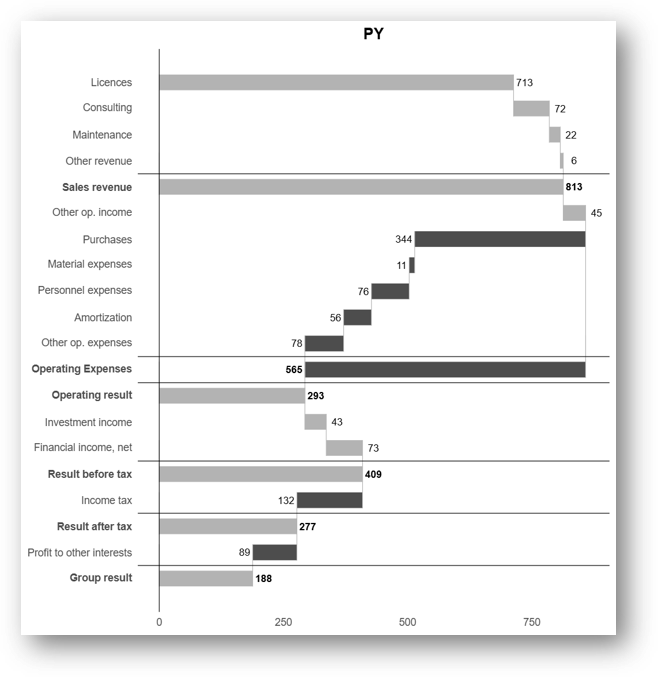 PY
Licences 713
Consulting 72
Maintenance 22
Other revenue 6
Sales revenue 813
Other op. income 45
Purchases 344
Material expenses 11
Personnel expenses 76
Amortization 56
Other op. expenses 78
Operating Expenses 565
Operating result 293
Investment income 43
Financial income, net 73
Result before tax 409
Income tax 132
Result after tax 277
Profit to other interests 89
Group result 188
0 250 500 750